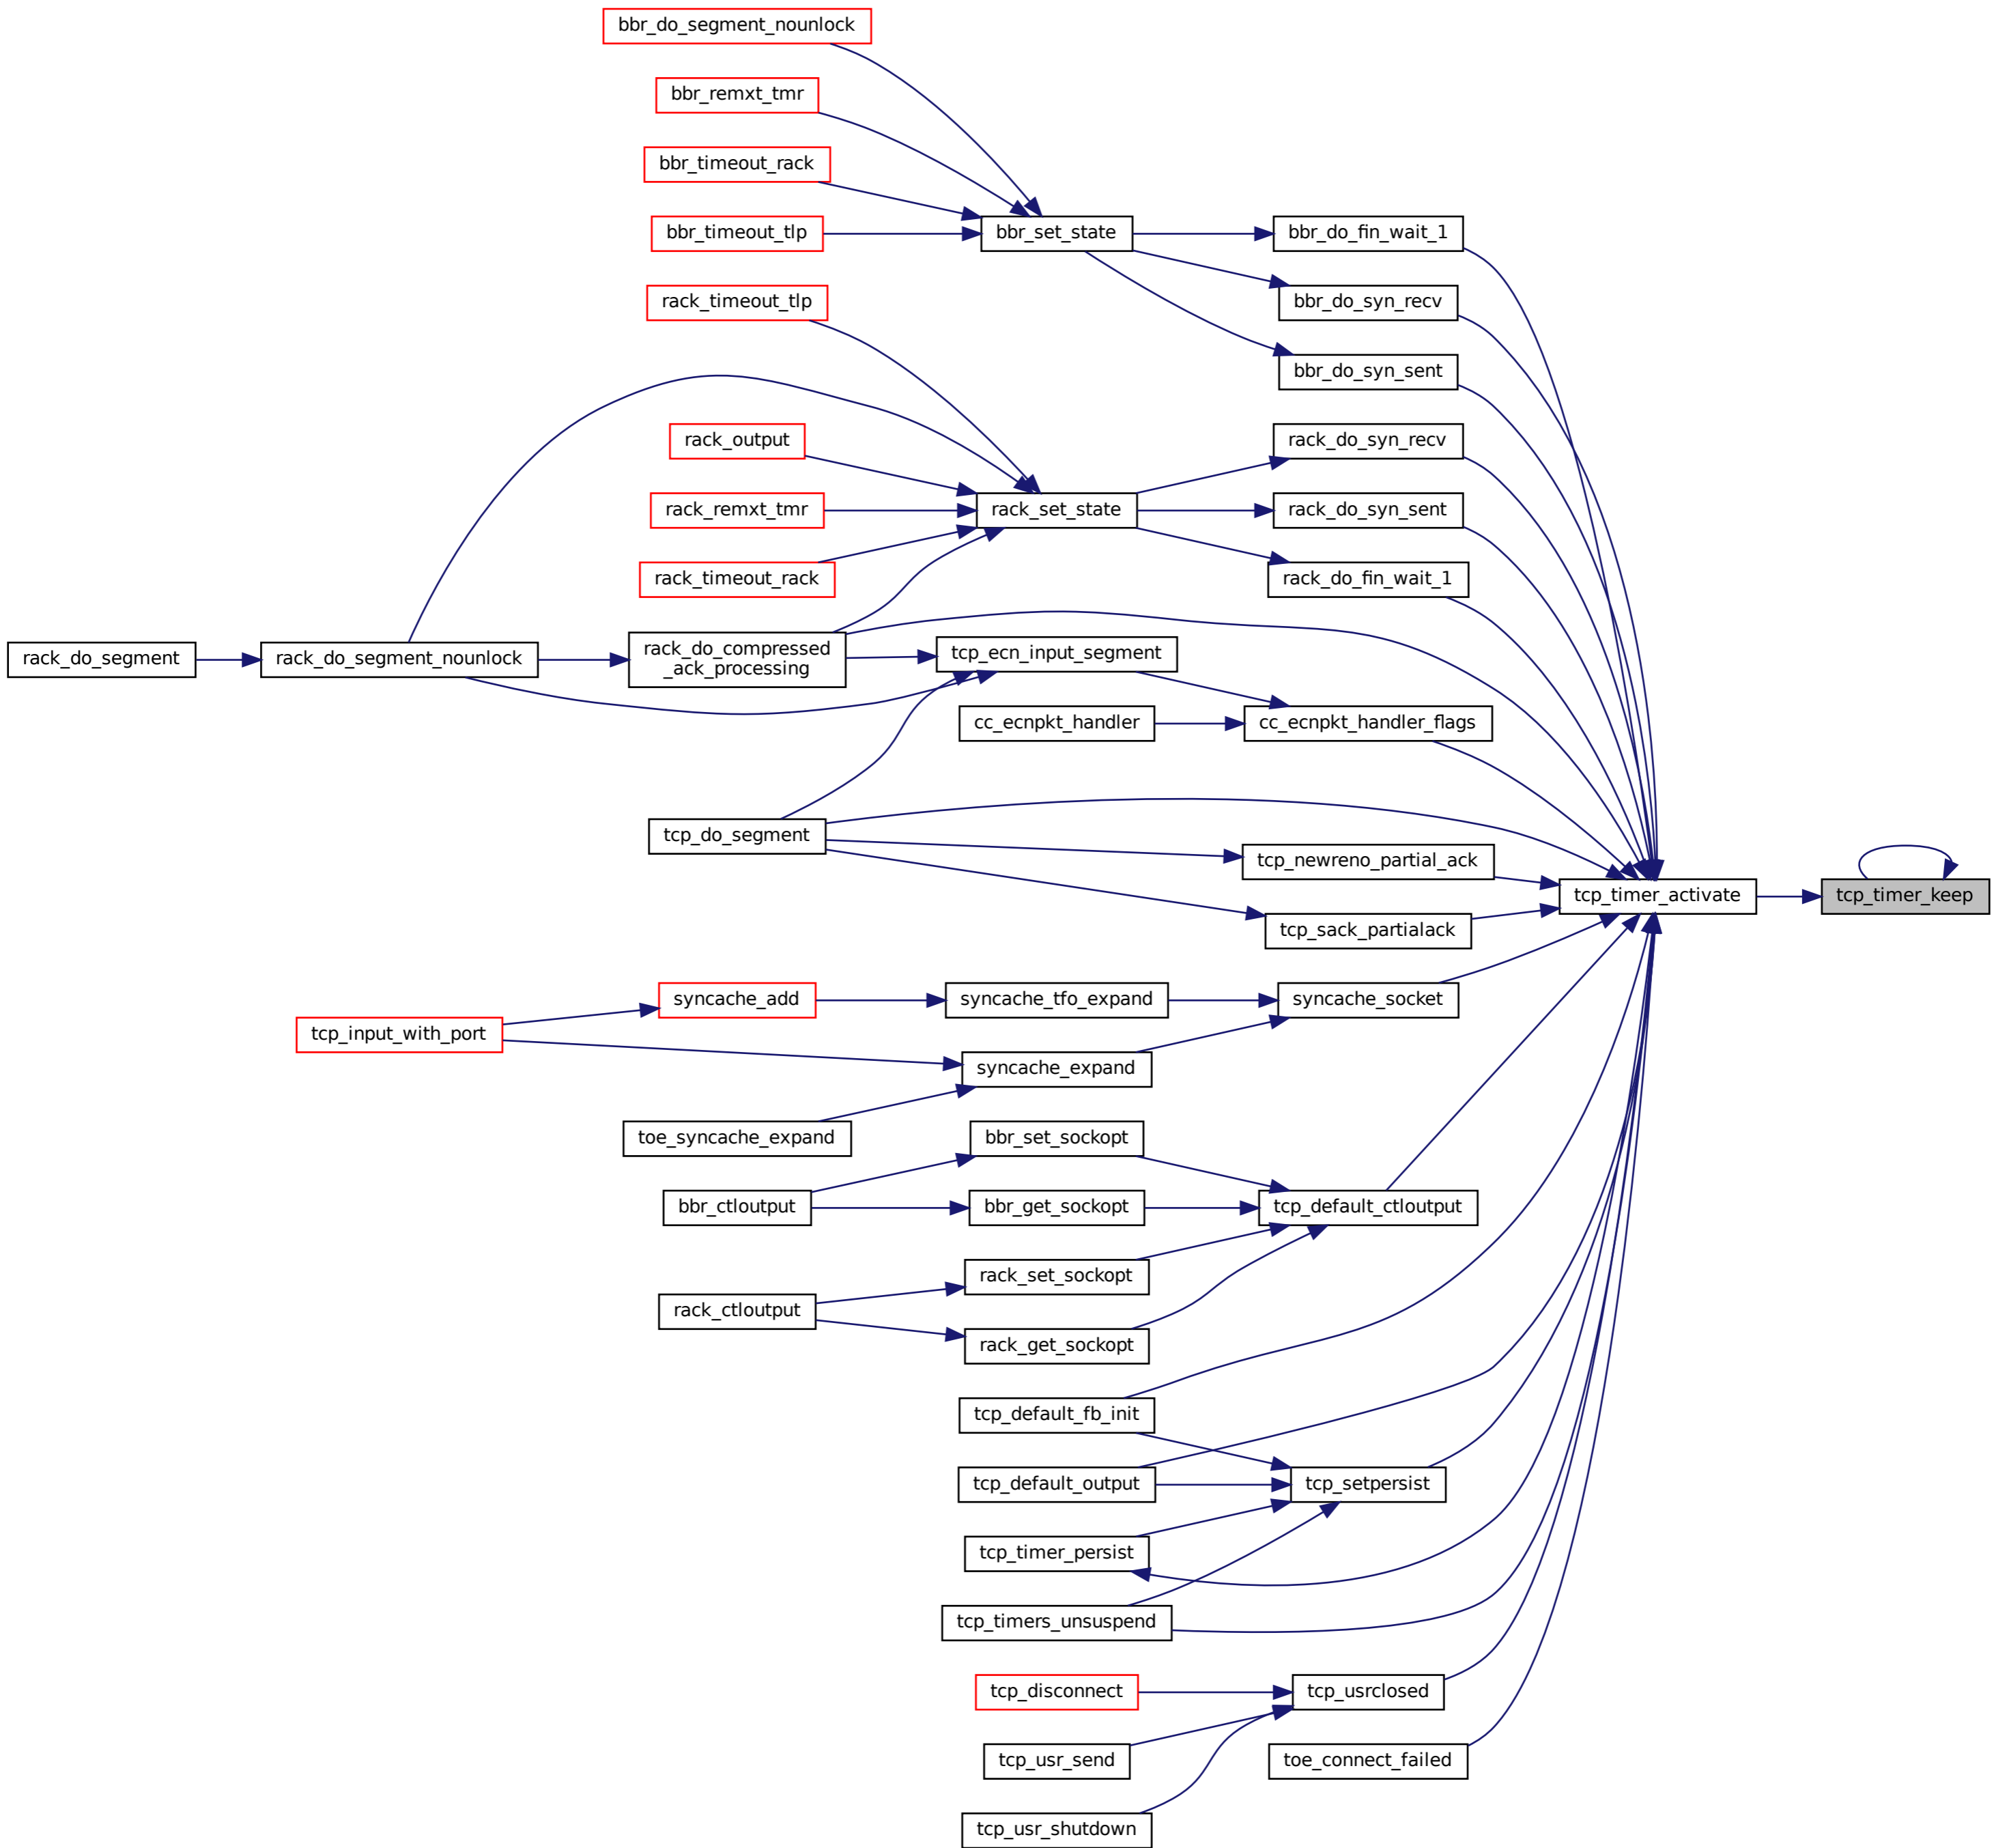 bbr_do_segment_nounlock
bbr_remxt_tmr
bbr_timeout_rack
bbr_timeout_tlp
bbr_set_state
bbr_do_fin_wait_1
rack_timeout_tlp
bbr_do_syn_recv
bbr_do_syn_sent
rack_output
rack_do_syn_recv
rack_remxt_tmr
rack_set_state
rack_do_syn_sent
rack_timeout_rack
rack_do_fin_wait_1
rack_do_segment
rack_do_segment_nounlock
rack_do_compressed
_ack_processing
tcp_ecn_input_segment
cc_ecnpkt_handler
cc_ecnpkt_handler_flags
tcp_do_segment
tcp_newreno_partial_ack
tcp_timer_activate
tcp_timer_keep
tcp_sack_partialack
syncache_add
syncache_tfo_expand
syncache_socket
tcp_input_with_port
syncache_expand
toe_syncache_expand
bbr_set_sockopt
bbr_ctloutput
bbr_get_sockopt
tcp_default_ctloutput
rack_set_sockopt
rack_ctloutput
rack_get_sockopt
tcp_default_fb_init
tcp_default_output
tcp_setpersist
tcp_timer_persist
tcp_timers_unsuspend
tcp_disconnect
tcp_usrclosed
tcp_usr_send
toe_connect_failed
tcp_usr_shutdown